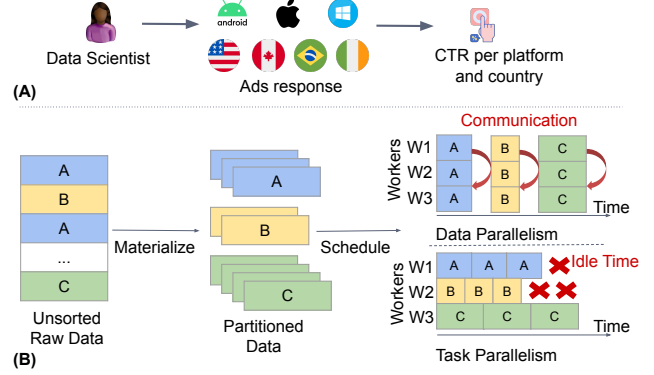 android
Data Scientist
Ads response
CTR per platform
and country
(A)
Communication
A
B
A
...
C
Unsorted
Raw Data
Materialize
A
B
C
Partitioned
Data
Schedule
Workers
W1
W2
W3
A
B
C
A
B
C
A
B
C
Time
Data Parallelism
Workers
W1
A
A
A
Idle Time
W2
B
B
B
W3
C
C
C
Time
Task Parallelism
(B)